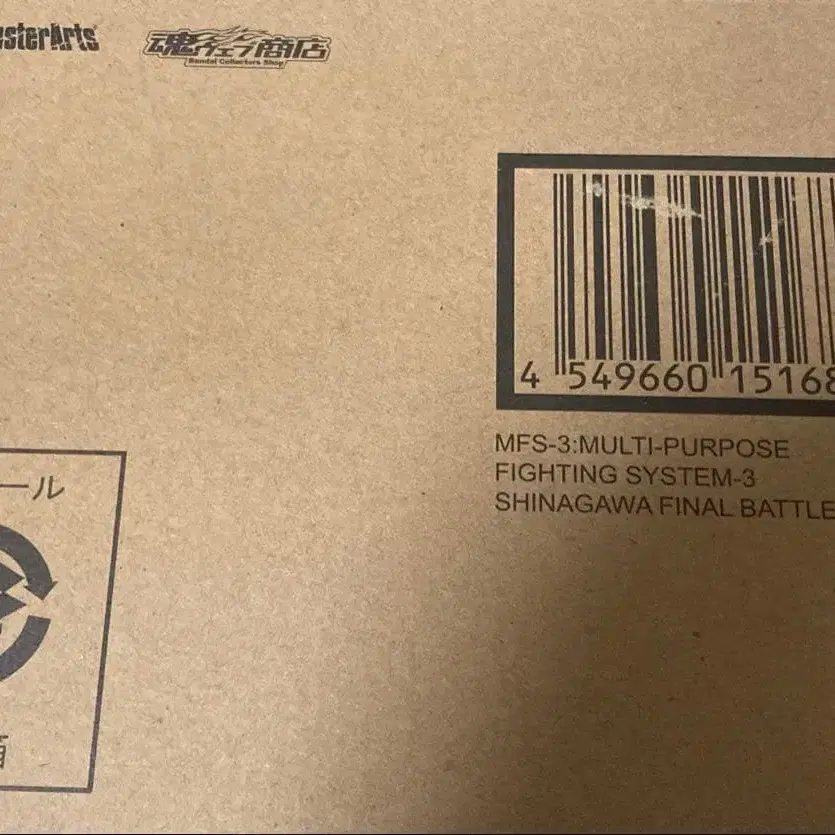 sterArts
魂ウェブ商店
Bandai Collectors Shop
4 549660 15168
MFS-3:MULTI-PURPOSE
FIGHTING SYSTEM-3
SHINAGAWA FINAL BATTLE
ール